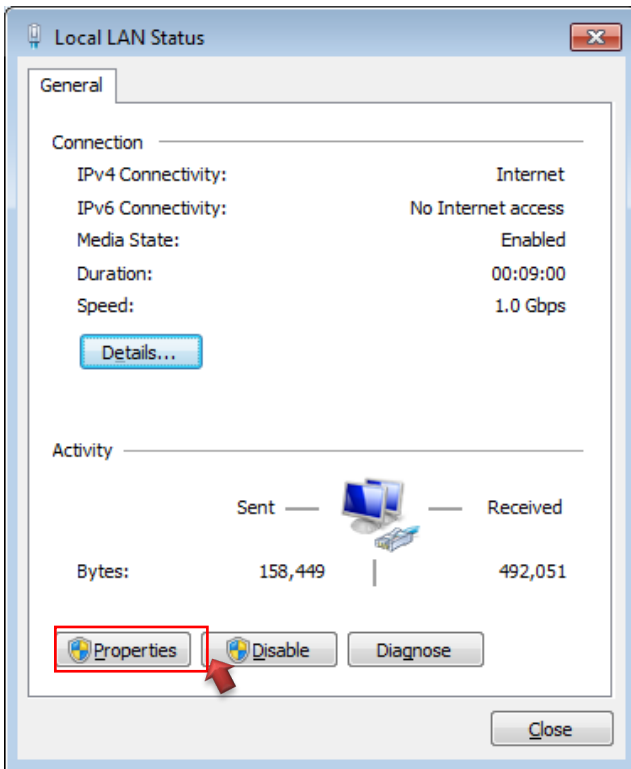 Local LAN Status
General
Connection
IPv4 Connectivity: Internet
IPv6 Connectivity: No Internet access
Media State: Enabled
Duration: 00:09:00
Speed: 1.0 Gbps
Details...
Activity
Sent Received
Bytes: 158,449 492,051
Properties Disable Diagnose
Close